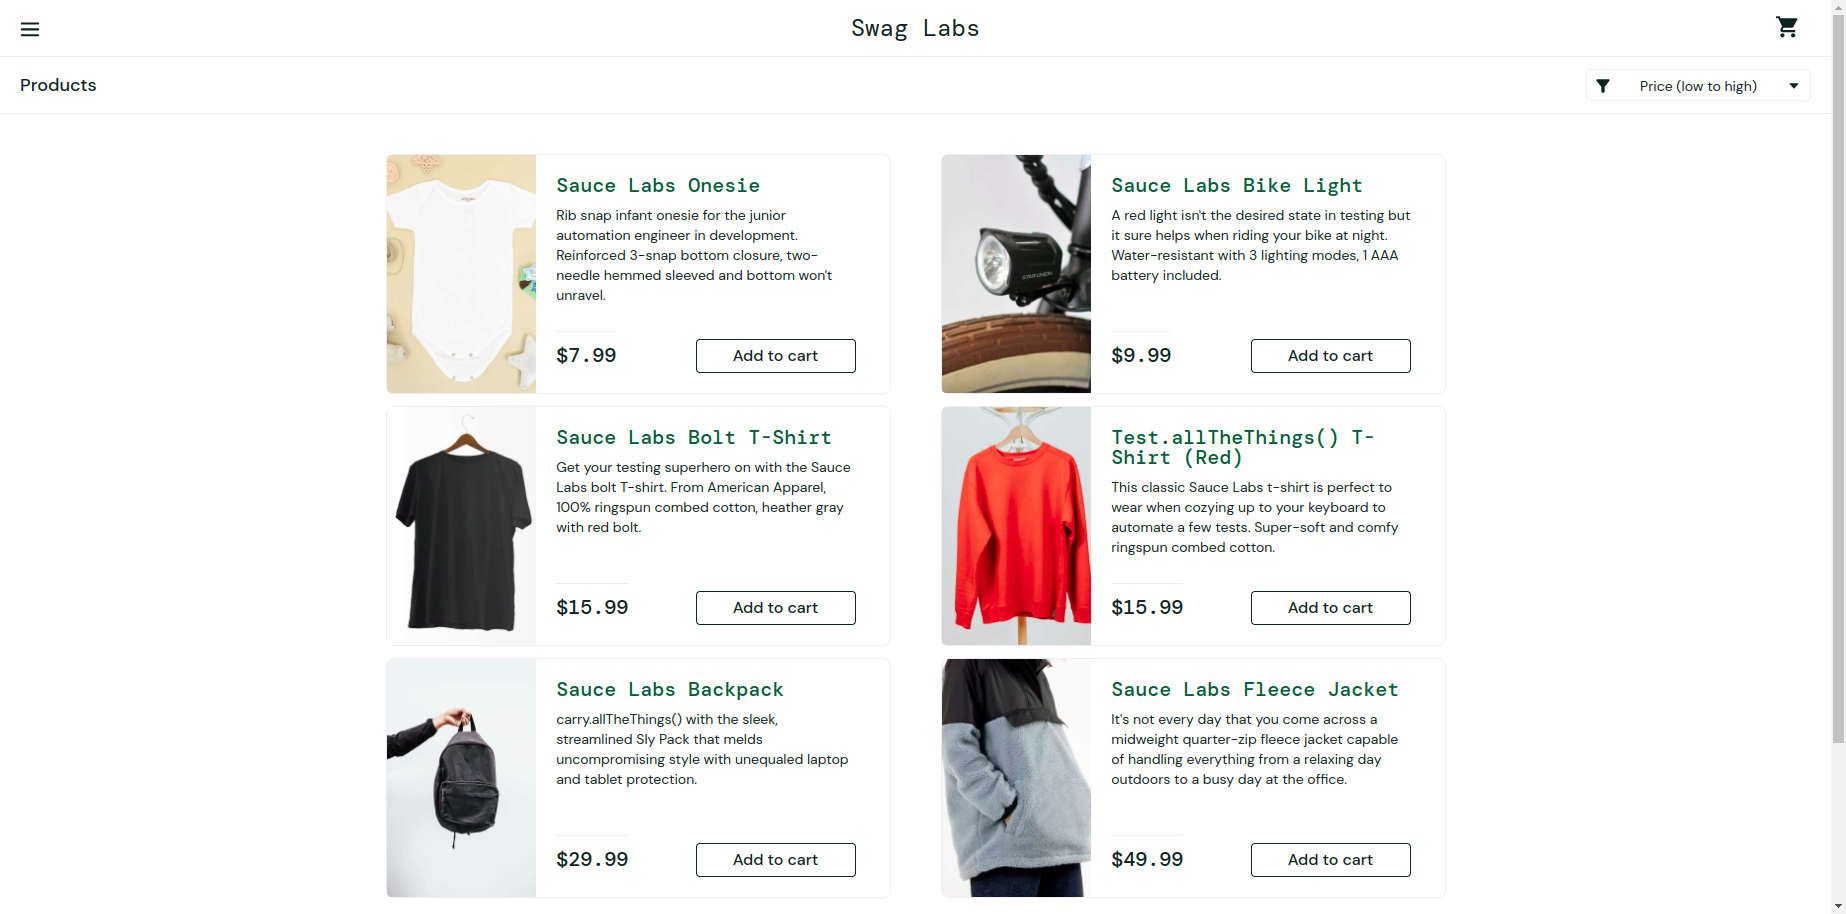 Swag Labs
Products
Price (low to high)
Sauce Labs Onesie
Rib snap infant onesie for the junior
automation engineer in development.
Reinforced 3-snap bottom closure, two-
needle hemmed sleeved and bottom won't
unravel.
$7.99
Add to cart
Sauce Labs Bike Light
A red light isn't the desired state in testing but
it sure helps when riding your bike at night.
Water-resistant with 3 lighting modes, 1 AAA
battery included.
$9.99
Add to cart
STAR UNION
Sauce Labs Bolt T-Shirt
Get your testing superhero on with the Sauce
Labs bolt T-shirt. From American Apparel,
100% ringspun combed cotton, heather gray
with red bolt.
$15.99
Add to cart
Test.allTheThings() T-
Shirt (Red)
This classic Sauce Labs t-shirt is perfect to
wear when cozying up to your keyboard to
automate a few tests. Super-soft and comfy
ringspun combed cotton.
$15.99
Add to cart
Sauce Labs Backpack
carry.allTheThings() with the sleek,
streamlined Sly Pack that melds
uncompromising style with unequaled laptop
and tablet protection.
$29.99
Add to cart
Sauce Labs Fleece Jacket
It's not every day that you come across a
midweight quarter-zip fleece jacket capable
of handling everything from a relaxing day
outdoors to a busy day at the office.
$49.99
Add to cart